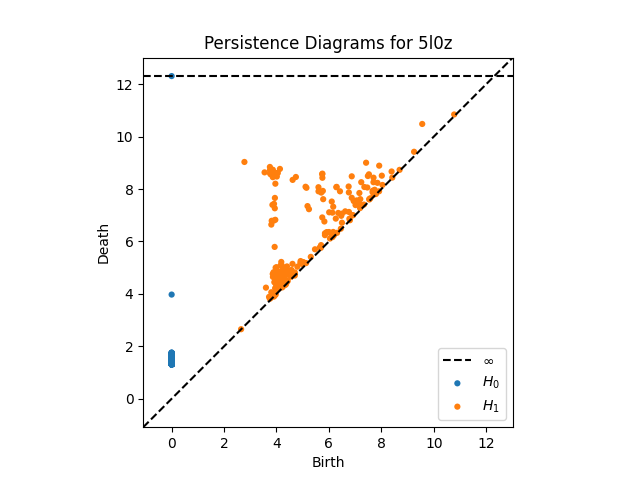 Persistence Diagrams for 5l0z
Death
12
10
8
6
4
2
0
0 2 4 6 8 10 12
Birth
∞
H₀
H₁